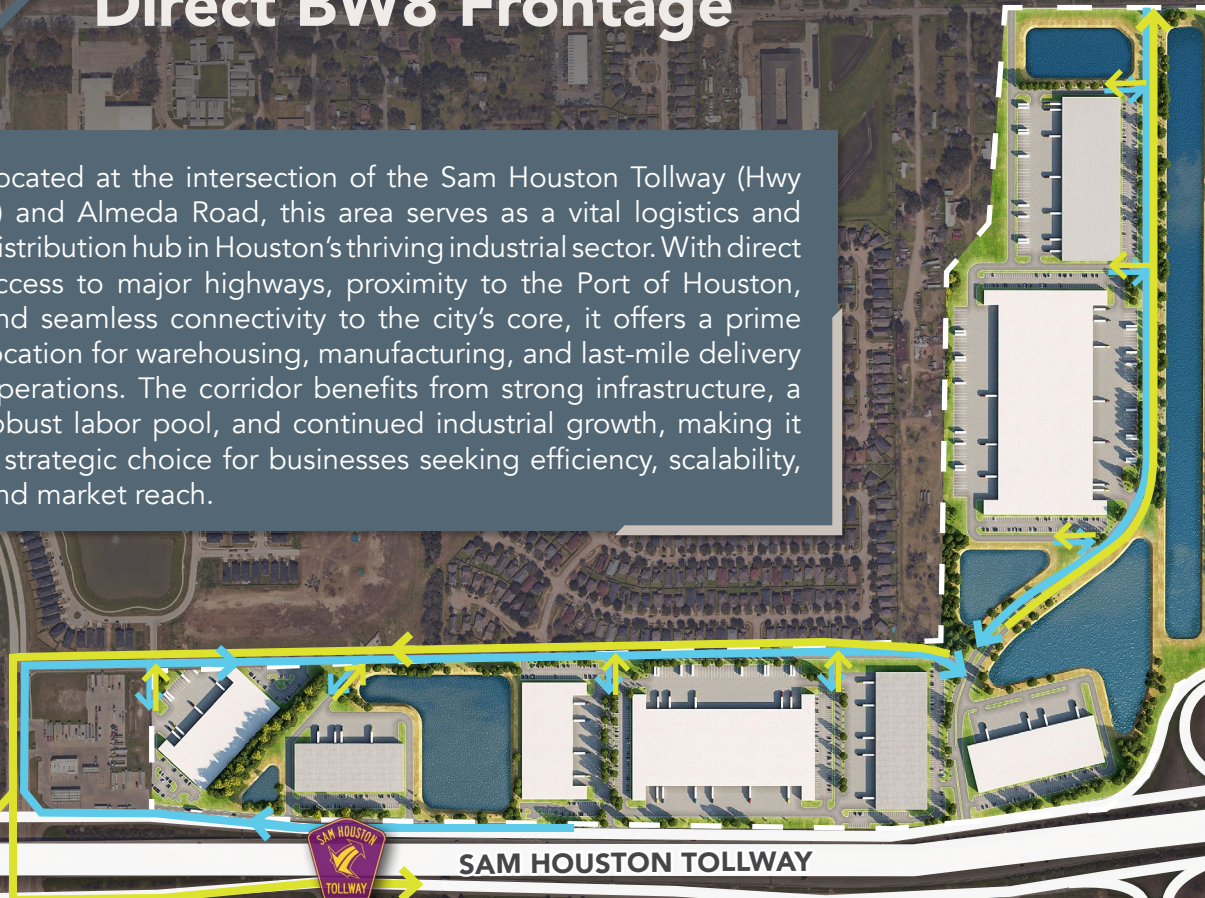 Direct BW8 Frontage
ocated at the intersection of the Sam Houston Tollway (Hwy
) and Almeda Road, this area serves as a vital logistics and
istribution hub in Houston's thriving industrial sector. With direct
ccess to major highways, proximity to the Port of Houston,
nd seamless connectivity to the city's core, it offers a prime
ocation for warehousing, manufacturing, and last-mile delivery
perations. The corridor benefits from strong infrastructure, a
obust labor pool, and continued industrial growth, making it
strategic choice for businesses seeking efficiency, scalability,
nd market reach.
SAM HOUSTON
TOLLWAY
SAM HOUSTON TOLLWAY